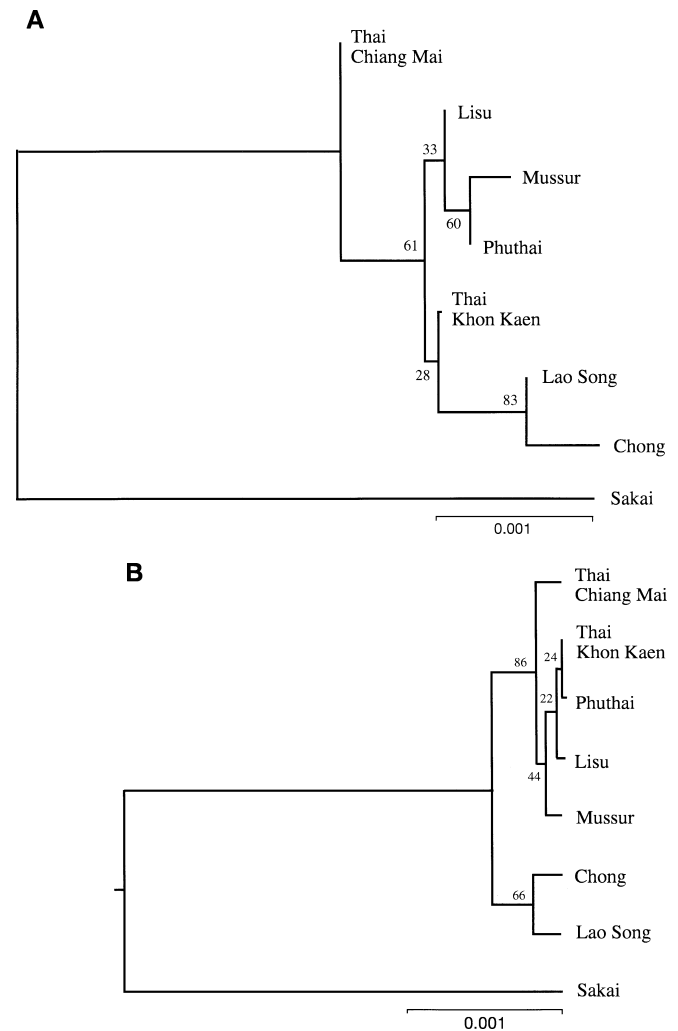 A
Thai
Chiang Mai
Lisu
33
Mussur
60
Phuthai
61
Thai
Khon Kaen
28
Lao Song
83
Chong
Sakai
0.001
B
Thai
Chiang Mai
Thai
Khon Kaen
24
86
22
Phuthai
Lisu
44
Mussur
Chong
66
Lao Song
Sakai
0.001